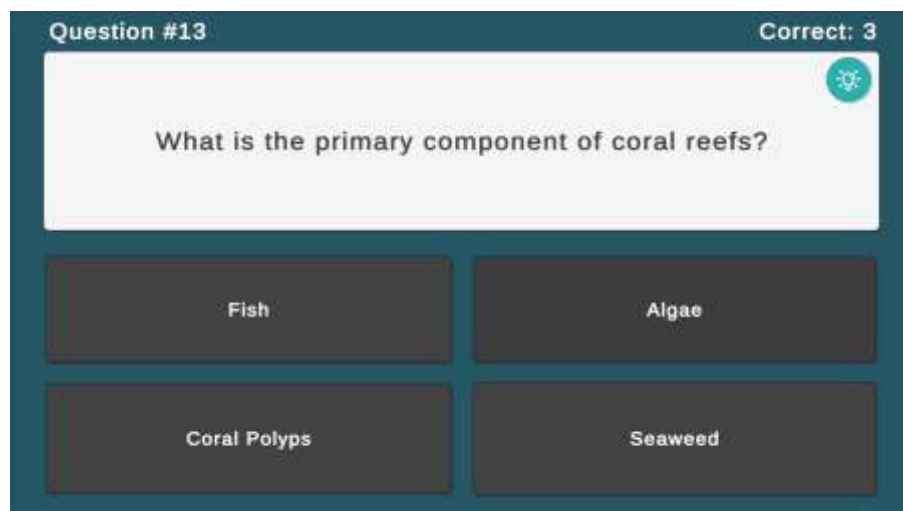 Question #13
Correct: 3
What is the primary component of coral reefs?
Fish
Algae
Coral Polyps
Seaweed